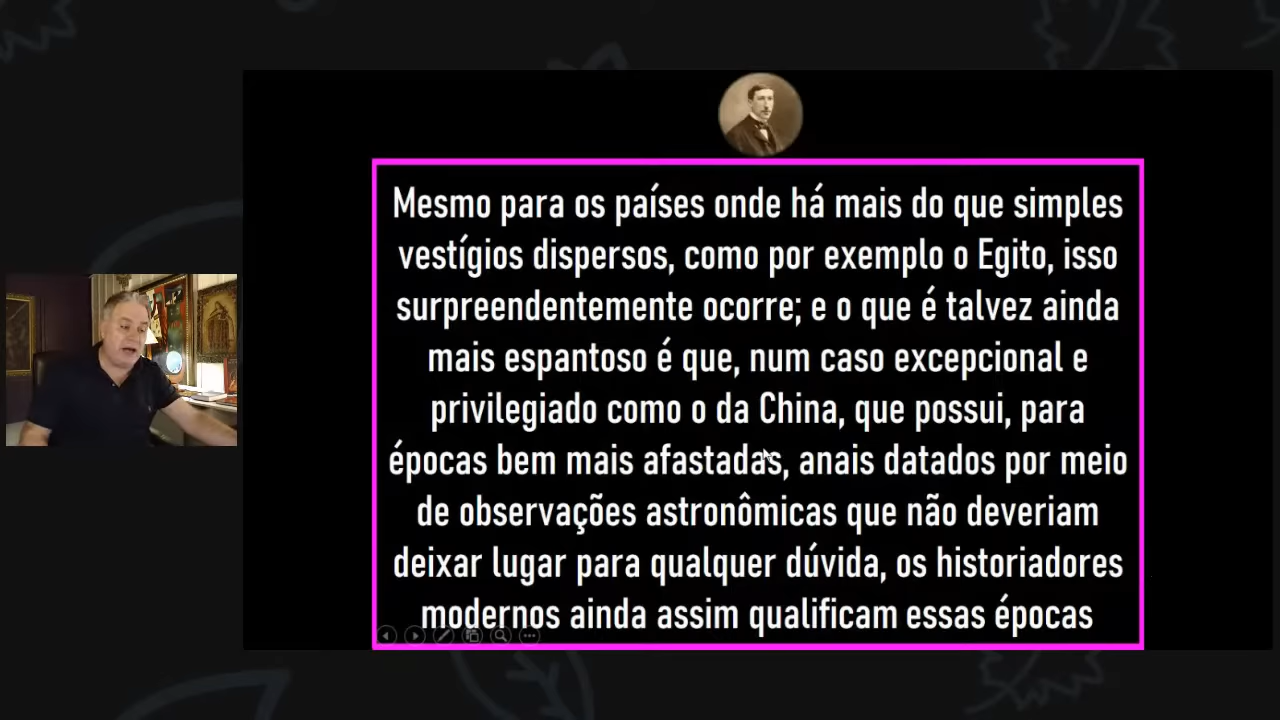 Mesmo para os países onde há mais do que simples
vestígios dispersos, como por exemplo o Egito, isso
surpreendentemente ocorre; e o que é talvez ainda
mais espantoso é que, num caso excepcional e
privilegiado como o da China, que possui, para
épocas bem mais afastadas, anais datados por meio
de observações astronômicas que não deveriam
deixar lugar para qualquer dúvida, os historiadores
modernos ainda assim qualificam essas épocas